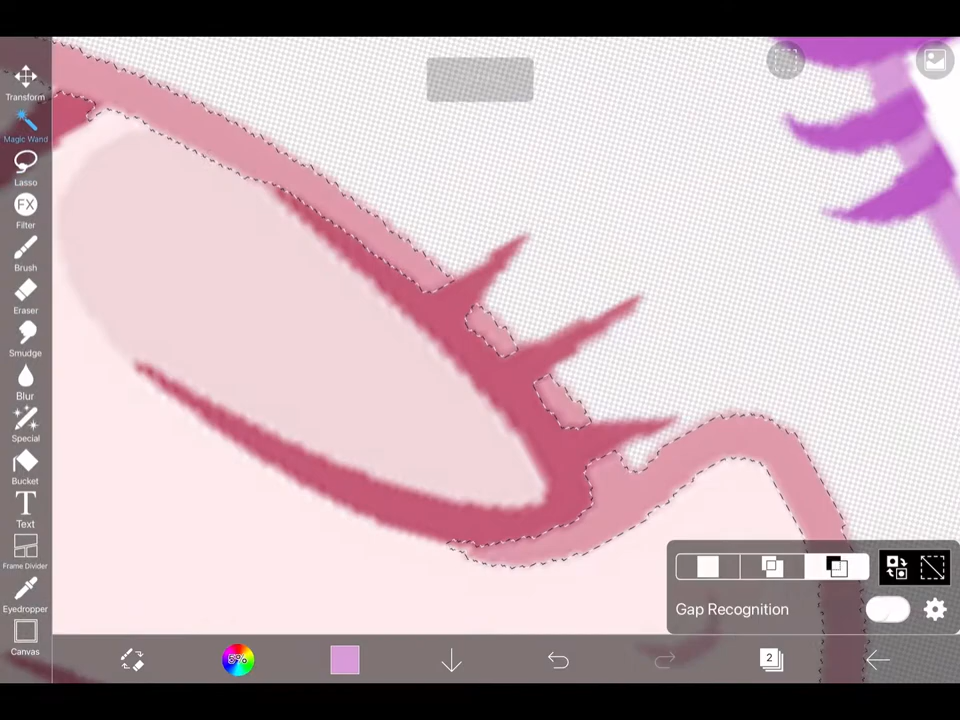 Transform
Magic Wand
Lasso
FX
Filter
Brush
Eraser
Smudge
Blur
Special
Bucket
T
Text
Frame Divider
Eyedropper
Canvas
Gap Recognition
5%
2